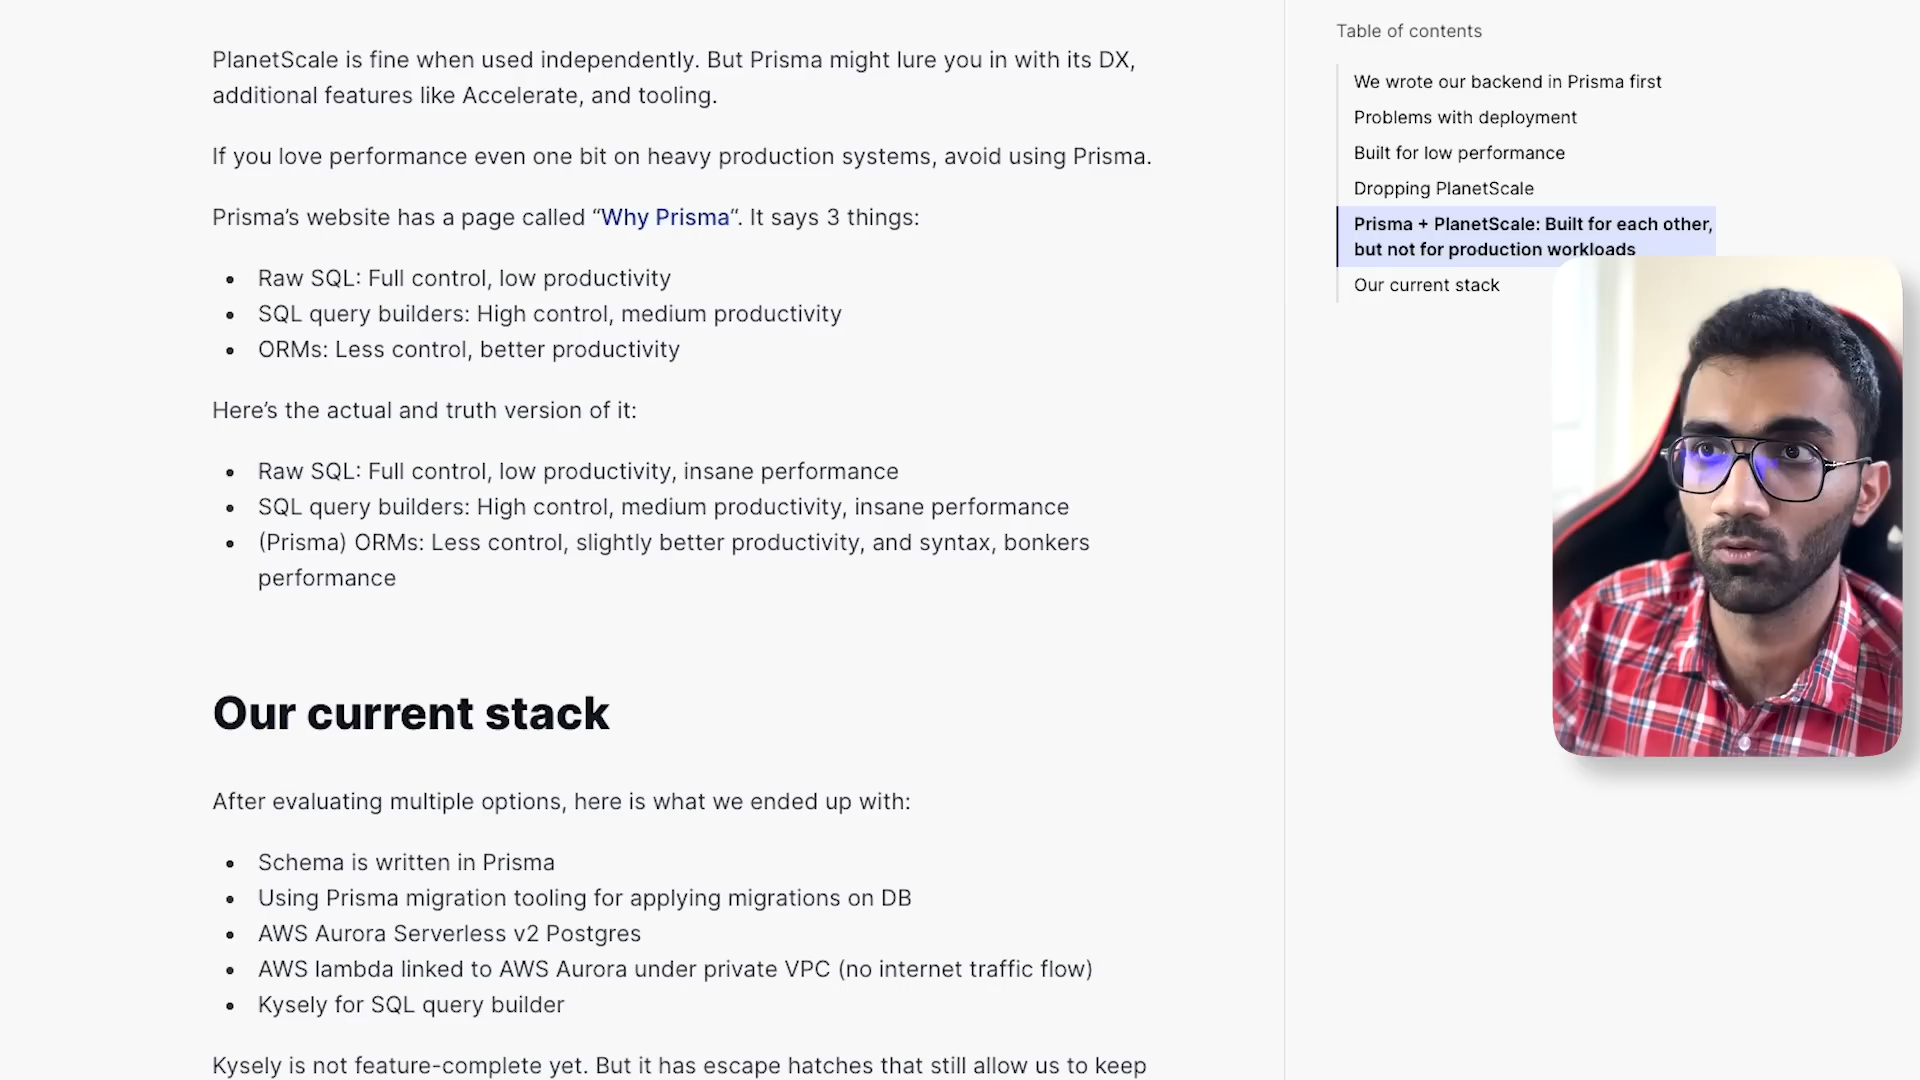 PlanetScale is fine when used independently. But Prisma might lure you in with its DX,
additional features like Accelerate, and tooling.
If you love performance even one bit on heavy production systems, avoid using Prisma.
Prisma’s website has a page called “Why Prisma“. It says 3 things:
• Raw SQL: Full control, low productivity
• SQL query builders: High control, medium productivity
• ORMs: Less control, better productivity
Here’s the actual and truth version of it:
• Raw SQL: Full control, low productivity, insane performance
• SQL query builders: High control, medium productivity, insane performance
• (Prisma) ORMs: Less control, slightly better productivity, and syntax, bonkers
performance
Our current stack
After evaluating multiple options, here is what we ended up with:
• Schema is written in Prisma
• Using Prisma migration tooling for applying migrations on DB
• AWS Aurora Serverless v2 Postgres
• AWS lambda linked to AWS Aurora under private VPC (no internet traffic flow)
• Kysely for SQL query builder
Kysely is not feature-complete yet. But it has escape hatches that still allow us to keep
Table of contents
We wrote our backend in Prisma first
Problems with deployment
Built for low performance
Dropping PlanetScale
Prisma + PlanetScale: Built for each other,
but not for production workloads
Our current stack